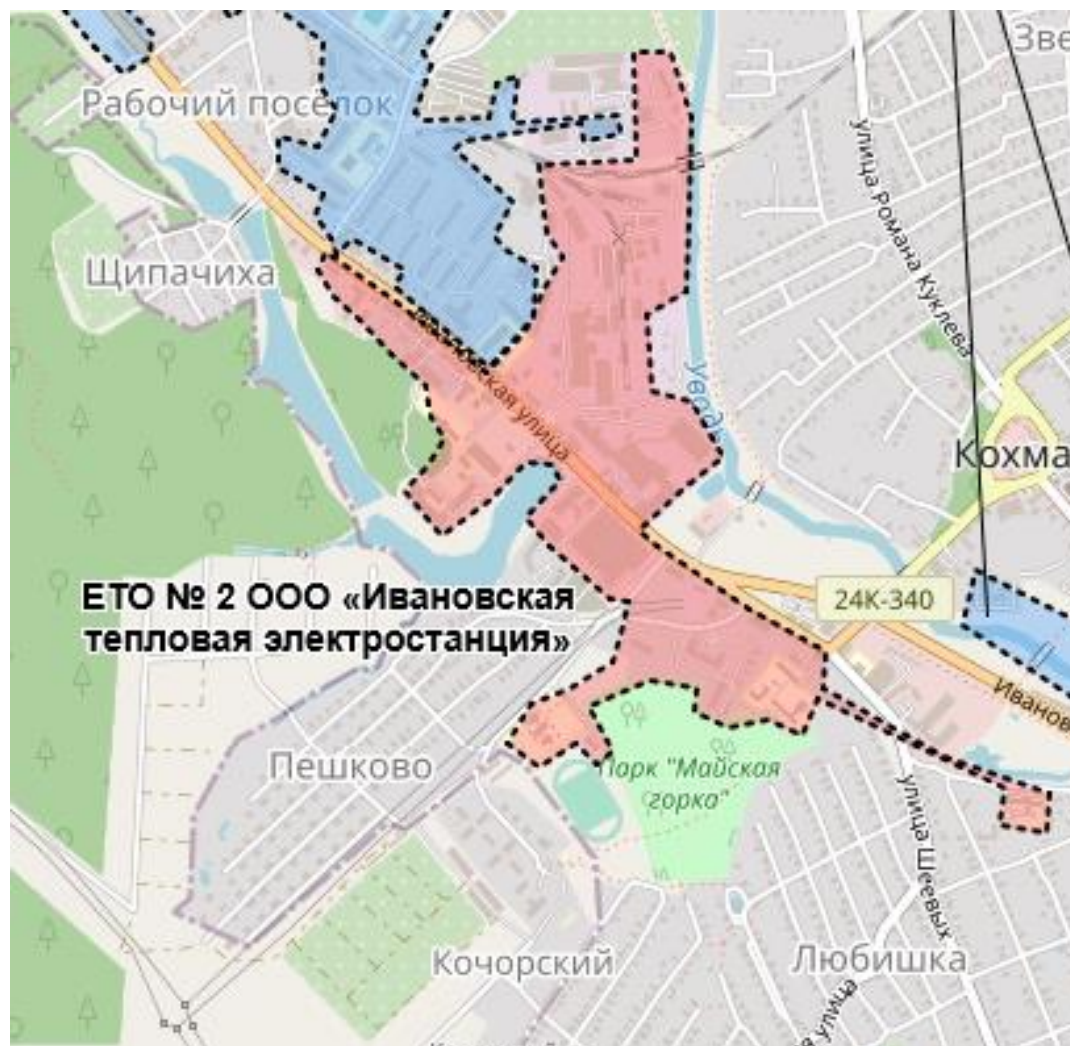 Зве
Рабочий посёлок
улица Романа Куклева
Щипачиха
ская улица
Уводь
Кохма
ЕТО № 2 ООО «Ивановская
тепловая электростанция»
24К-340
Иванов
Пешково
Парк "Майская
горка"
улица Шеевых
Кочорский
Любишка
я улица